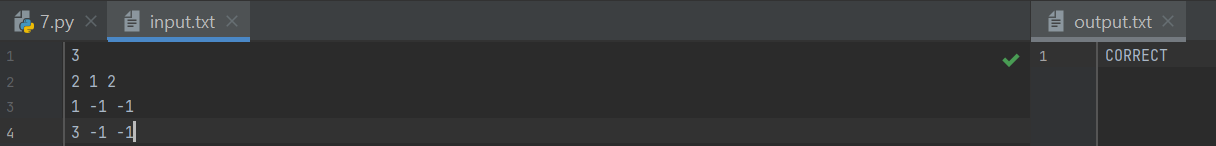 7.py input.txt output.txt
1 3 1 CORRECT
2 2 1 2
3 1 -1 -1
4 3 -1 -1